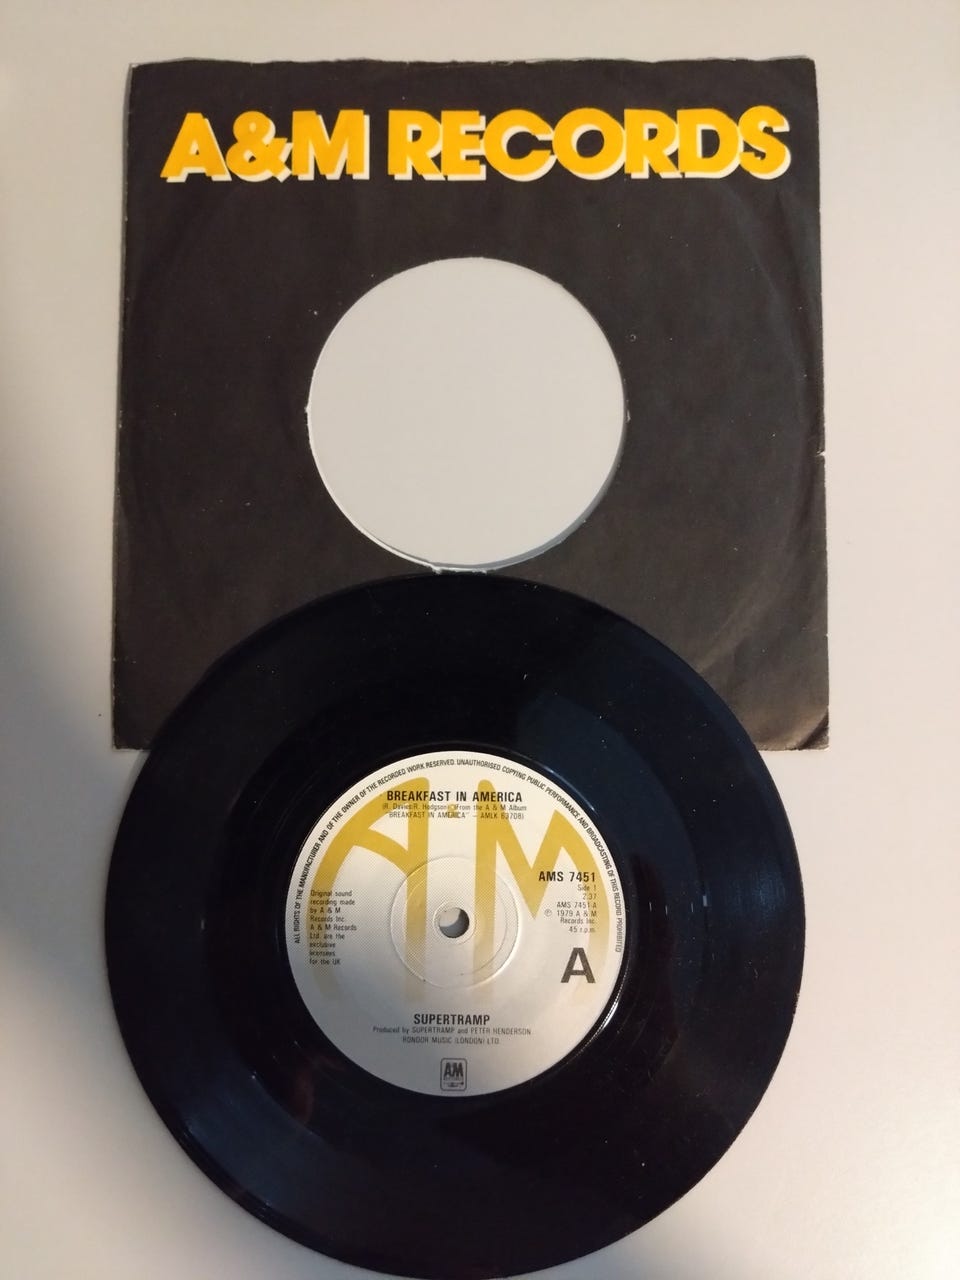 A&M RECORDS
ALL RIGHTS OF THE MANUFACTURER AND OF THE OWNER OF THE RECORDED WORK RESERVED. UNAUTHORISED COPYING PUBLIC PERFORMANCE AND BROADCASTING OF THIS RECORD PROHIBITED
BREAKFAST IN AMERICA
(R. Davies/R. Hodgson) (From the A & M Album
"BREAKFAST IN AMERICA" – AMLK 63708)
AM
AMS 7451
Side 1
2.37
AMS 7451-A
℗ 1979 A & M
Records Inc.
45 r.p.m.
A
Original sound
recording made
by A & M
Records Inc.
A & M Records
Ltd. are the
exclusive
licensees
for the UK
SUPERTRAMP
Produced by SUPERTRAMP and PETER HENDERSON
RONDOR MUSIC (LONDON) LTD.
AM
RECORDS